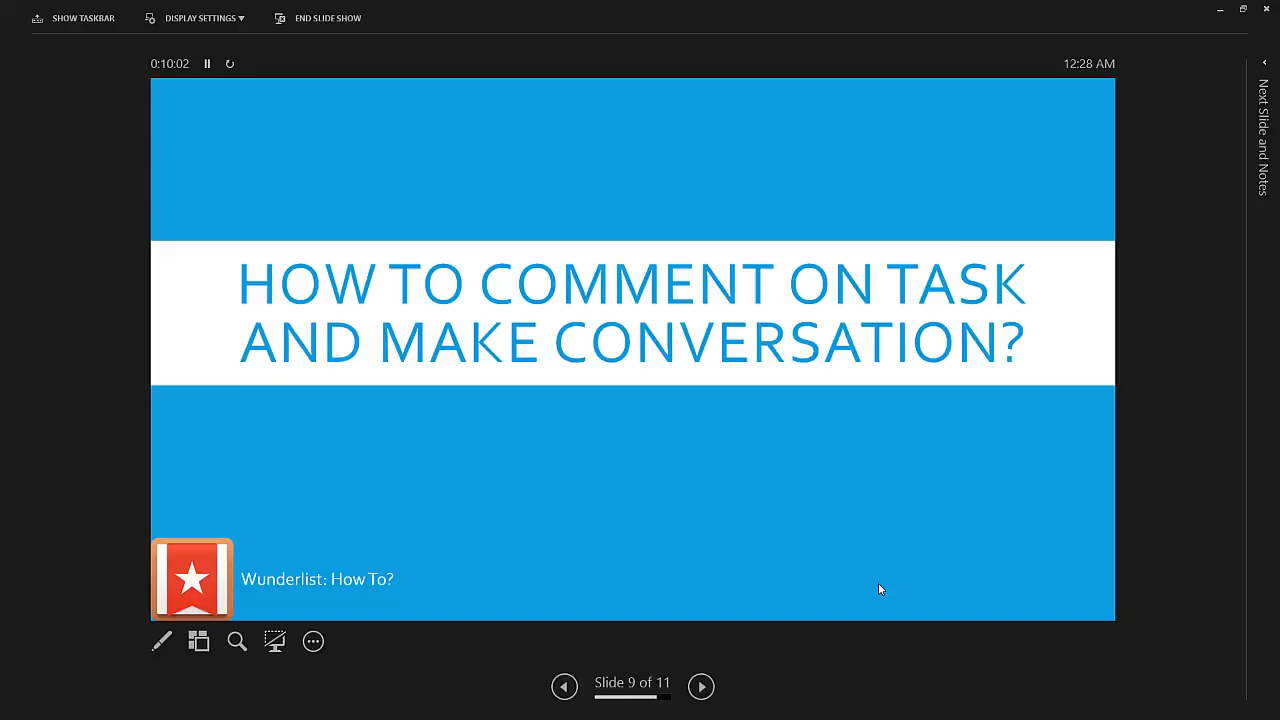 SHOW TASKBAR
DISPLAY SETTINGS
END SLIDE SHOW
0:10:02
12:28 AM
Next Slide and Notes
HOW TO COMMENT ON TASK
AND MAKE CONVERSATION?
Wunderlist: How To?
Slide 9 of 11